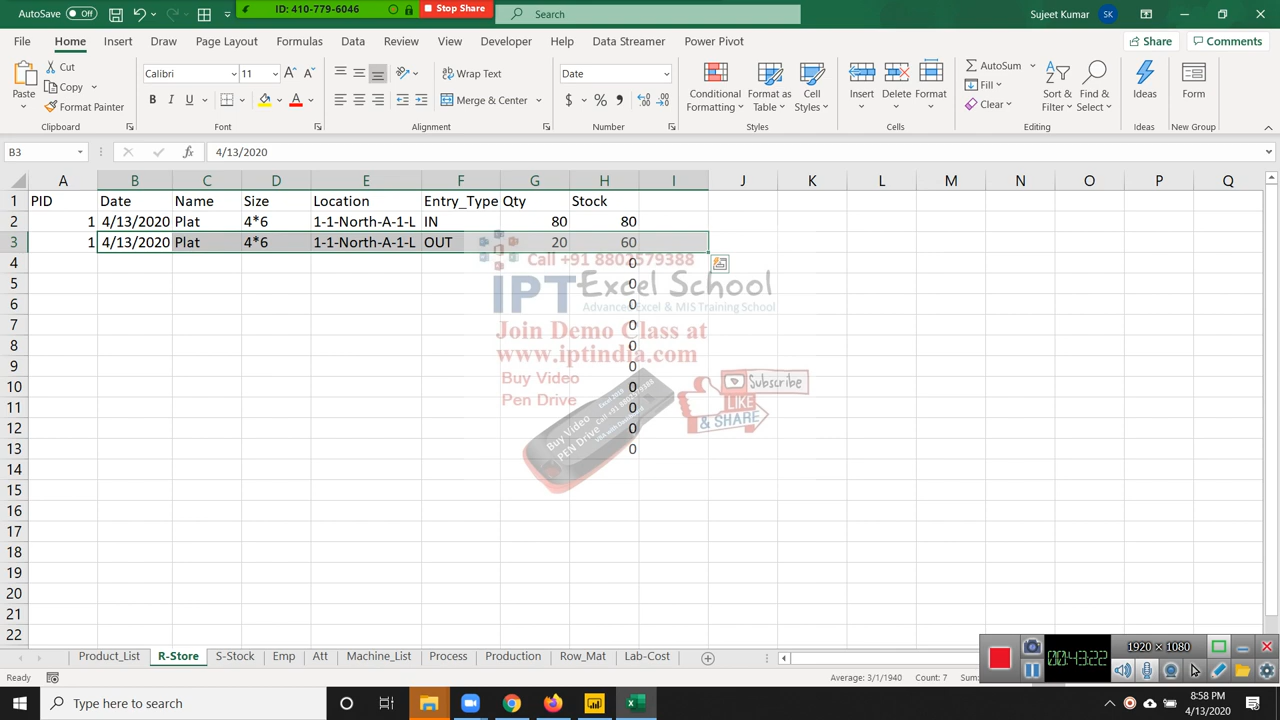 AutoSave Off
ID: 410-779-6046 Stop Share
Search
Sujeet Kumar SK
File Home Insert Draw Page Layout Formulas Data Review View Developer Help Data Streamer Power Pivot Share Comments
Paste Cut Copy Format Painter
Calibri 11
B I U
Wrap Text
Merge & Center
Date
$ % ,
Conditional Formatting Format as Table Cell Styles
Insert Delete Format
AutoSum Fill Clear
Sort & Filter Find & Select
Ideas
Form
Clipboard Font Alignment Number Styles Cells Editing Ideas New Group
B3 fx 4/13/2020
A B C D E F G H I J K L M N O P Q
1 PID Date Name Size Location Entry_Type Qty Stock
2 1 4/13/2020 Plat 4*6 1-1-North-A-1-L IN 80 80
3 1 4/13/2020 Plat 4*6 1-1-North-A-1-L OUT 20 60
4 0
5 0
6 0
7 0
8 0
9 0
10 0
11 0
12 0
13 0
14
15
16
17
18
19
20
21
22
Call +91 8802579388
IPT Excel School
Advanced Excel & MIS Training School
Join Demo Class at
www.iptindia.com
Buy Video
Pen Drive
Subscribe
LIKE
& SHARE
Buy Video
PEN Drive
Product_List R-Store S-Stock Emp Att Machine_List Process Production Row_Mat Lab-Cost
Ready Average: 3/1/1940 Count: 7 Sum:
1920 × 1080
00:43:22
Type here to search
8:58 PM
4/13/2020